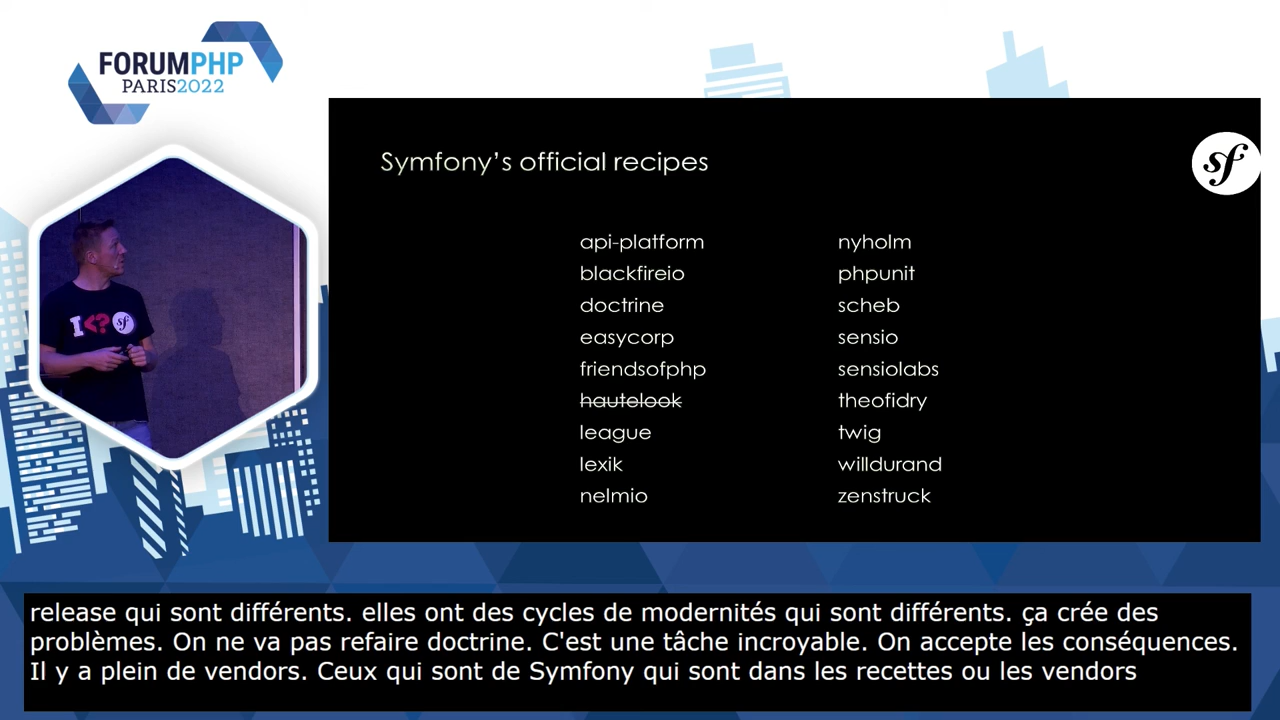 FORUMPHP
PARIS2022
Symfony's official recipes
sf
api-platform
blackfireio
doctrine
easycorp
friendsofphp
hautelook
league
lexik
nelmio
nyholm
phpunit
scheb
sensio
sensiolabs
theofidry
twig
willdurand
zenstruck
I <? sf
release qui sont différents. elles ont des cycles de modernités qui sont différents. ça crée des
problèmes. On ne va pas refaire doctrine. C'est une tâche incroyable. On accepte les conséquences.
Il y a plein de vendors. Ceux qui sont de Symfony qui sont dans les recettes ou les vendors